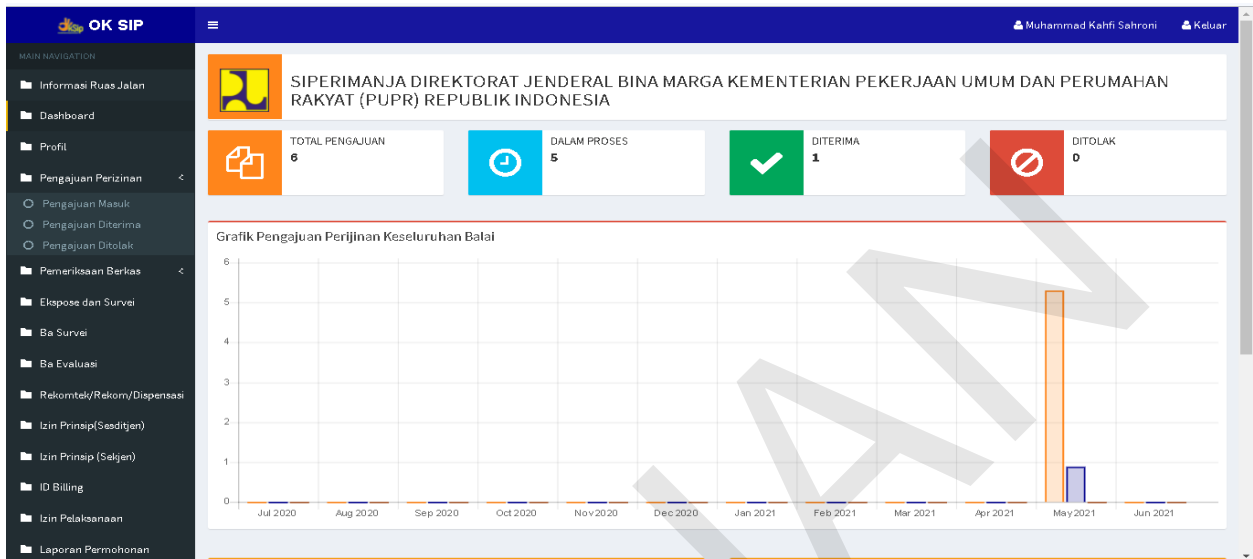 OK SIP
Muhammad Kahfi Sahroni
Keluar
MAIN NAVIGATION
Informasi Ruas Jalan
Dashboard
Profil
Pengajuan Perizinan
Pengajuan Masuk
Pengajuan Diterima
Pengajuan Ditolak
Pemeriksaan Berkas
Ekspose dan Survei
Ba Survei
Ba Evaluasi
Rekomtek/Rekom/Dispensasi
Izin Prinsip(Sesditjen)
Izin Prinsip (Sekjen)
ID Billing
Izin Pelaksanaan
Laporan Permohonan
SIPERIMANJA DIREKTORAT JENDERAL BINA MARGA KEMENTERIAN PEKERJAAN UMUM DAN PERUMAHAN
RAKYAT (PUPR) REPUBLIK INDONESIA
TOTAL PENGAJUAN
6
DALAM PROSES
5
DITERIMA
1
DITOLAK
0
Grafik Pengajuan Perijinan Keseluruhan Balai
6
5
4
3
2
1
0
Jul 2020 Aug 2020 Sep 2020 Oct 2020 Nov 2020 Dec 2020 Jan 2021 Feb 2021 Mar 2021 Apr 2021 May 2021 Jun 2021